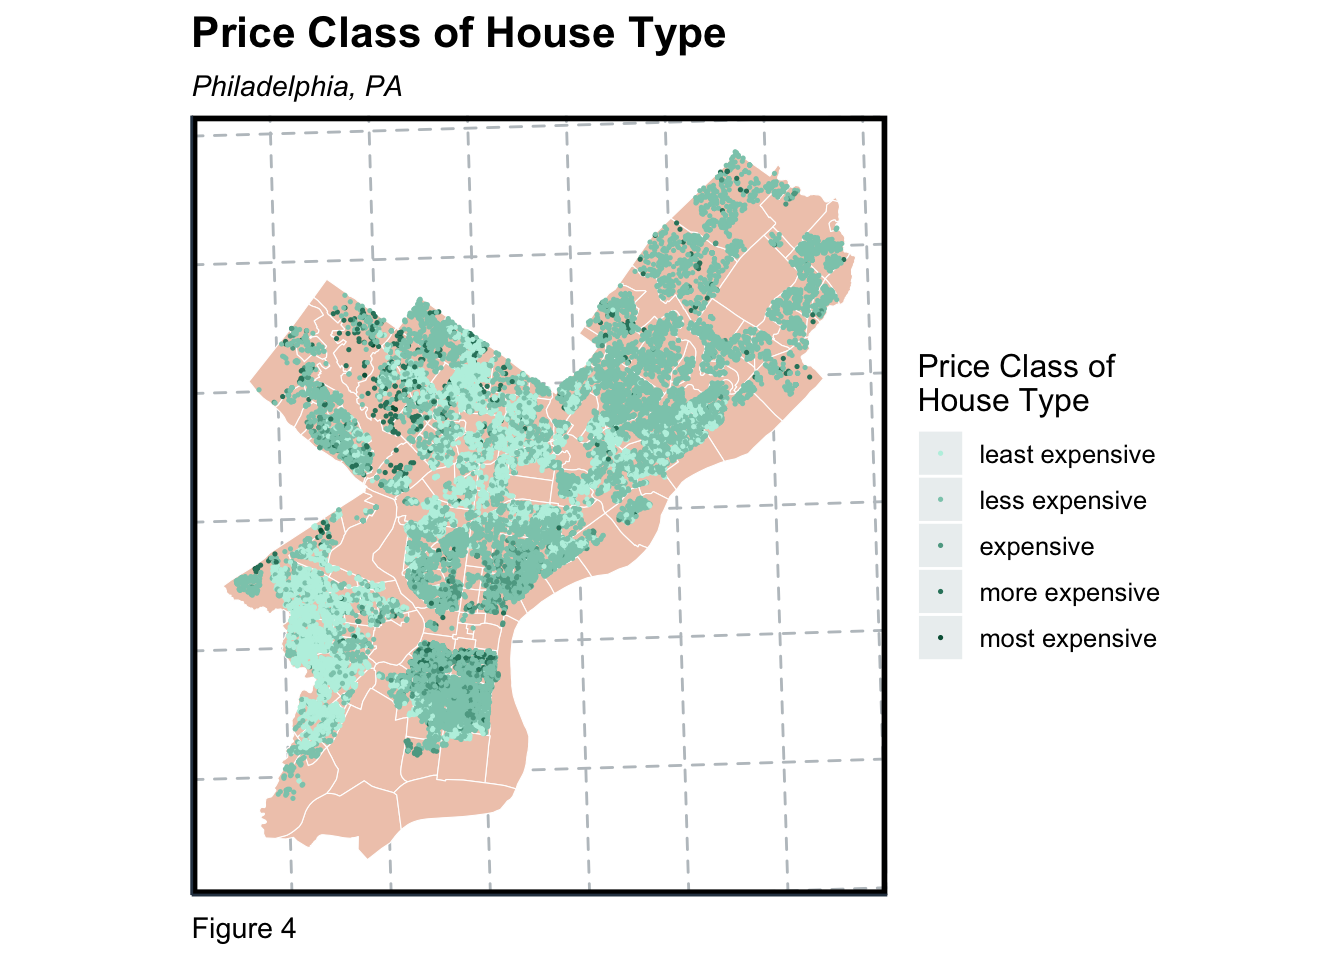 Price Class of House Type
Philadelphia, PA
Price Class of
House Type
least expensive
less expensive
expensive
more expensive
most expensive
Figure 4